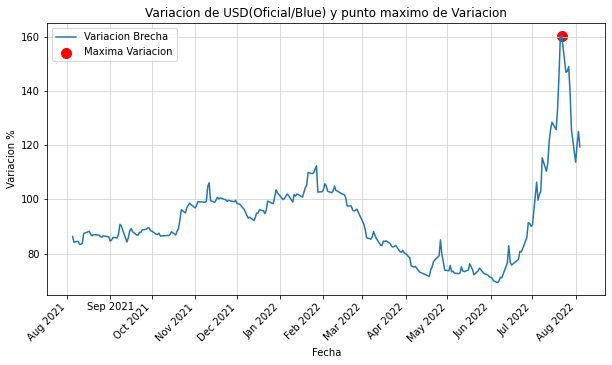 Variacion de USD(Oficial/Blue) y punto maximo de Variacion
Variacion Brecha
Maxima Variacion
Variacion %
160
140
120
100
80
Aug 2021
Sep 2021
Oct 2021
Nov 2021
Dec 2021
Jan 2022
Feb 2022
Mar 2022
Apr 2022
May 2022
Jun 2022
Jul 2022
Aug 2022
Fecha